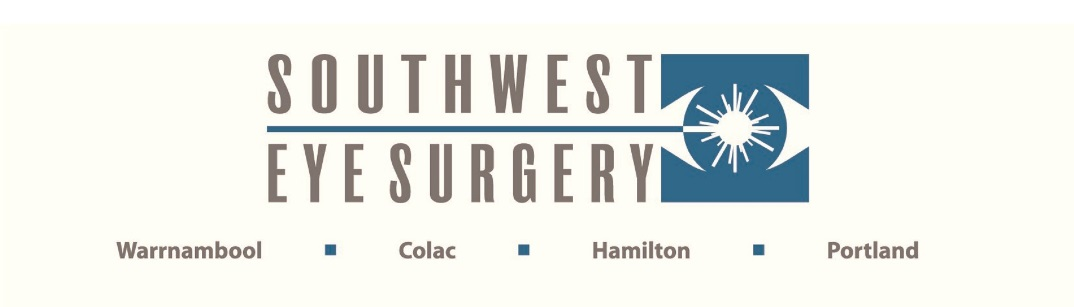 SOUTHWEST
EYE SURGERY
Warrnambool ▪ Colac ▪ Hamilton ▪ Portland